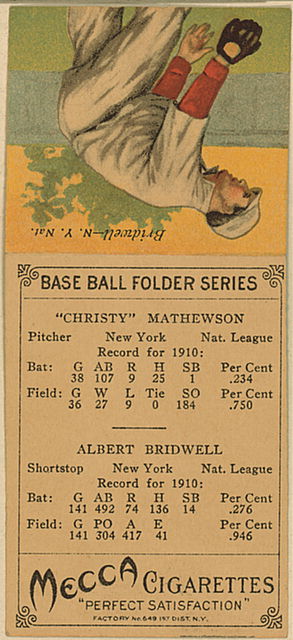 Bridwell—N. Y. Nat.
BASE BALL FOLDER SERIES
"CHRISTY" MATHEWSON
Pitcher New York Nat. League
Record for 1910:
Bat: G AB R H SB Per Cent
38 107 9 25 1 .234
Field: G W L Tie SO Per Cent
36 27 9 0 184 .750
ALBERT BRIDWELL
Shortstop New York Nat. League
Record for 1910:
Bat: G AB R H SB Per Cent
141 492 74 136 14 .276
Field: G PO A E Per Cent
141 304 417 41 .946
MECCA CIGARETTES
"PERFECT SATISFACTION"
FACTORY No. 649 1ST DIST. N.Y.